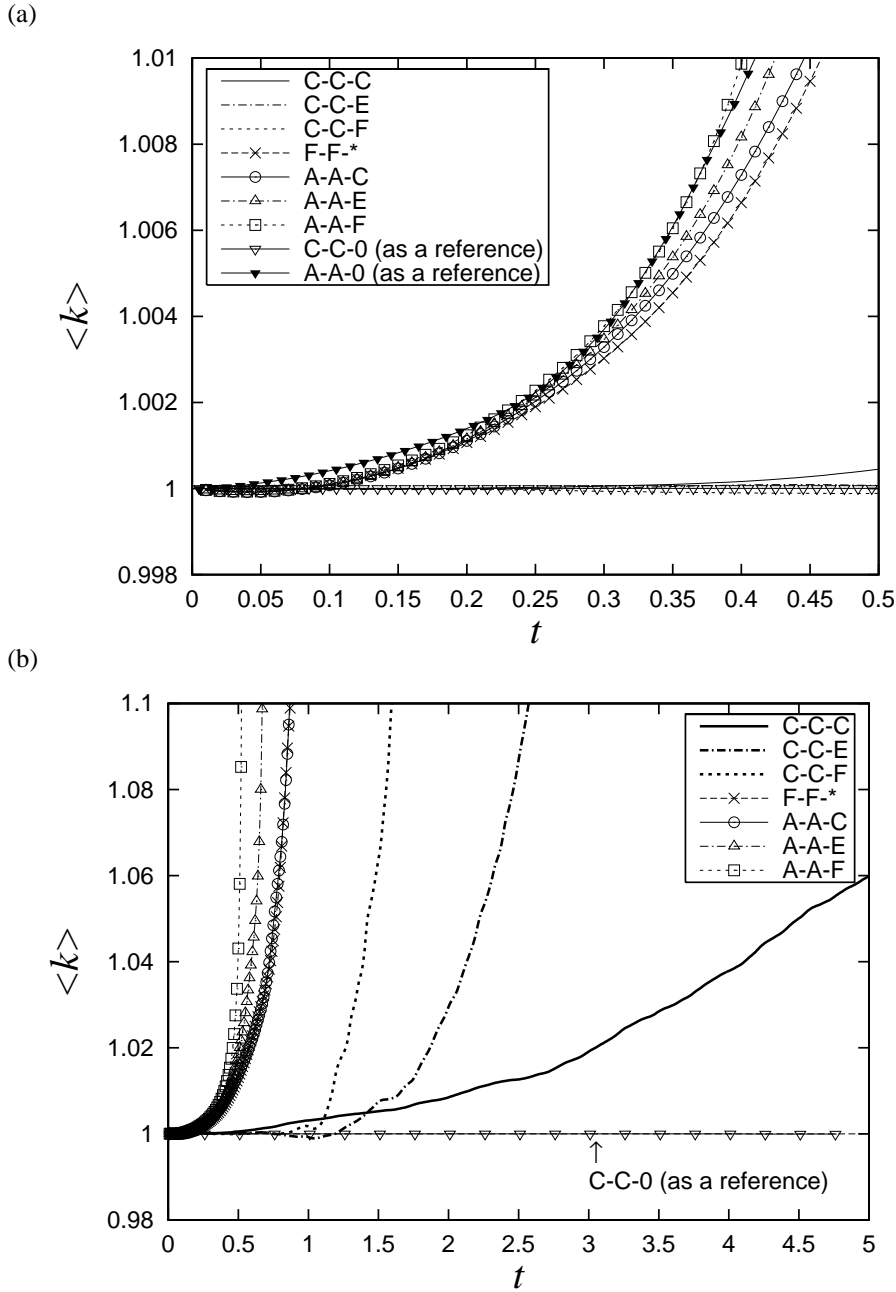 (a)
1.01
1.008
1.006
1.004
1.002
1
0.998
<k>
C-C-C
C-C-E
C-C-F
F-F-*
A-A-C
A-A-E
A-A-F
C-C-0 (as a reference)
A-A-0 (as a reference)
0 0.05 0.1 0.15 0.2 0.25 0.3 0.35 0.4 0.45 0.5
t
(b)
1.1
1.08
1.06
1.04
1.02
1
0.98
<k>
C-C-C
C-C-E
C-C-F
F-F-*
A-A-C
A-A-E
A-A-F
C-C-0 (as a reference)
0 0.5 1 1.5 2 2.5 3 3.5 4 4.5 5
t